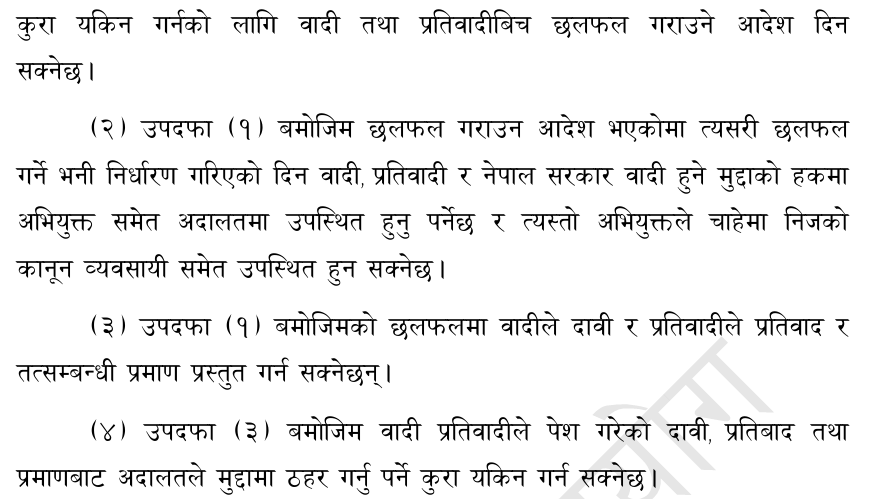 कुरा यकिन गर्नको लागि वादी तथा प्रतिवादीबिच छलफल गराउने आदेश दिन
सक्नेछ।
(२) उपदफा (१) बमोजिम छलफल गराउन आदेश भएकोमा त्यसरी छलफल
गर्ने भनी निर्धारण गरिएको दिन वादी, प्रतिवादी र नेपाल सरकार वादी हुने मुद्दाको हकमा
अभियुक्त समेत अदालतमा उपस्थित हुनु पर्नेछ र त्यस्तो अभियुक्तले चाहेमा निजको
कानून व्यवसायी समेत उपस्थित हुन सक्नेछ।
(३) उपदफा (१) बमोजिमको छलफलमा वादीले दावी र प्रतिवादीले प्रतिवाद र
तत्सम्बन्धी प्रमाण प्रस्तुत गर्न सक्नेछन्।
(४) उपदफा (३) बमोजिम वादी प्रतिवादीले पेश गरेको दावी, प्रतिबाद तथा
प्रमाणबाट अदालतले मुद्दामा ठहर गर्नु पर्ने कुरा यकिन गर्न सक्नेछ।